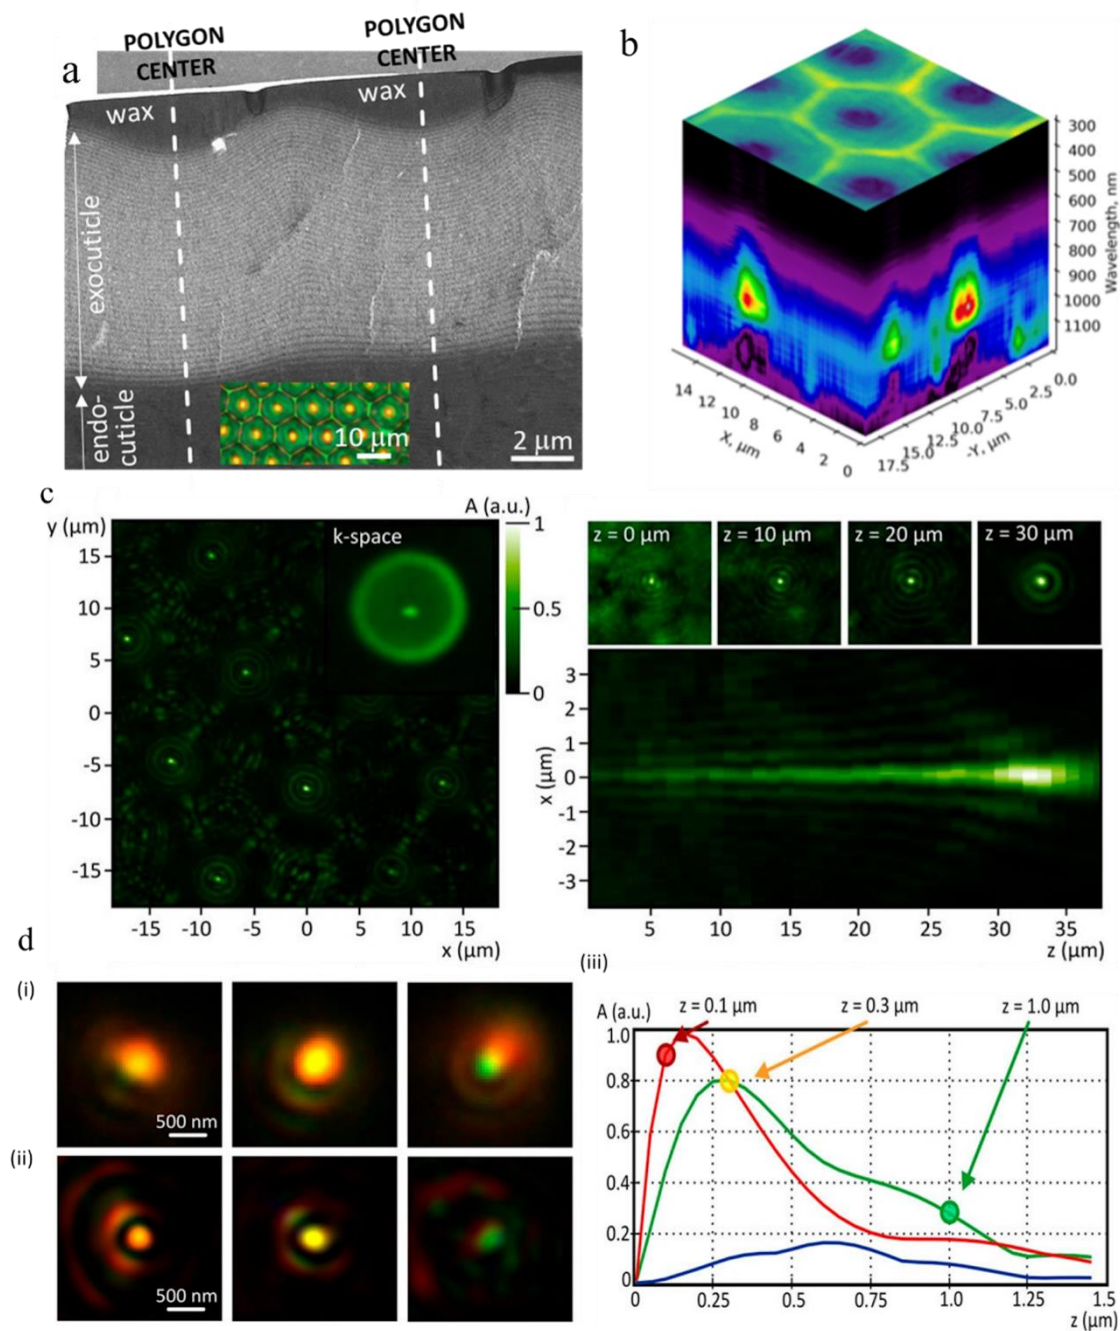 a
POLYGON
CENTER
POLYGON
CENTER
wax
wax
exocuticle
endo-
cuticle
10 μm
2 μm
b
300
400
500
600
700
800
900
1000
1100
Wavelength, nm
14
12
10
8
6
4
2
0
X, μm
17.5
15.0
12.5
10.0
7.5
5.0
2.5
0.0
-Y, μm
c
y (μm)
15
10
5
0
-5
-10
-15
-15
-10
-5
0
5
10
15
x (μm)
k-space
A (a.u.)
1
0.5
0
z = 0 μm
z = 10 μm
z = 20 μm
z = 30 μm
x (μm)
3
2
1
0
-1
-2
-3
5
10
15
20
25
30
35
z (μm)
d
(i)
500 nm
(ii)
500 nm
(iii)
A (a.u.)
z = 0.1 μm
z = 0.3 μm
z = 1.0 μm
1.0
0.8
0.6
0.4
0.2
0
0
0.25
0.5
0.75
1.0
1.25
1.5
z (μm)